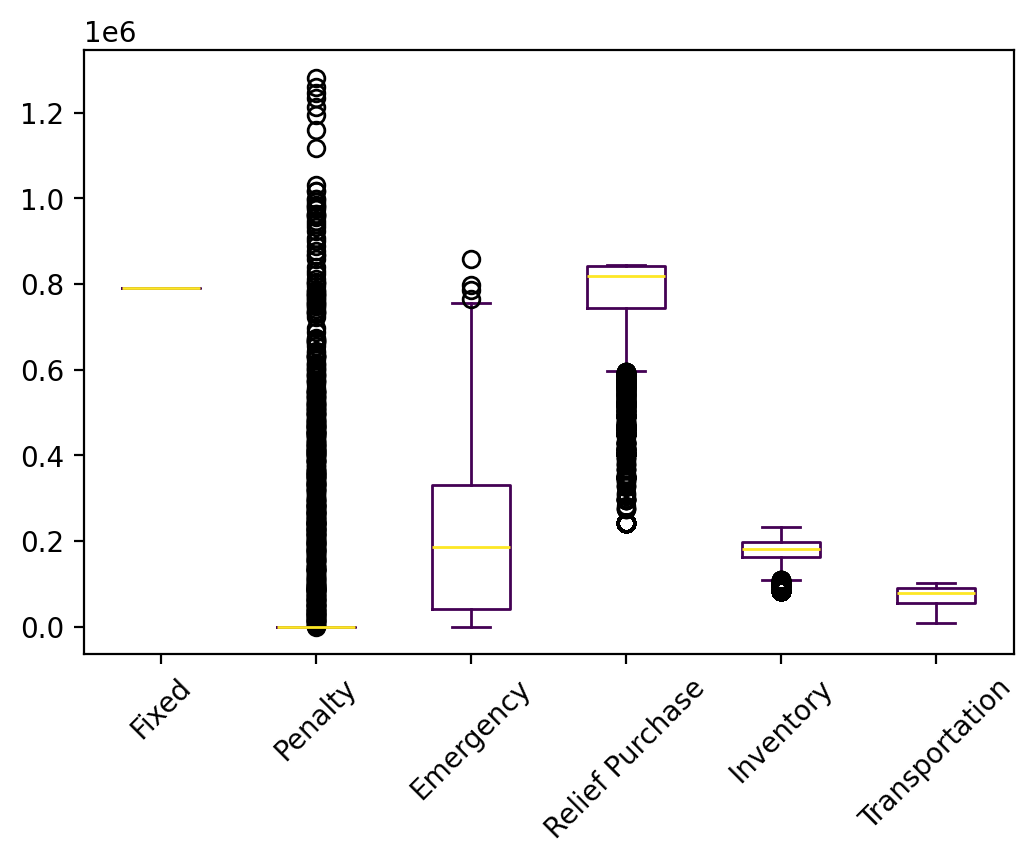 1e6
1.2
1.0
0.8
0.6
0.4
0.2
0.0
Fixed
Penalty
Emergency
Relief Purchase
Inventory
Transportation